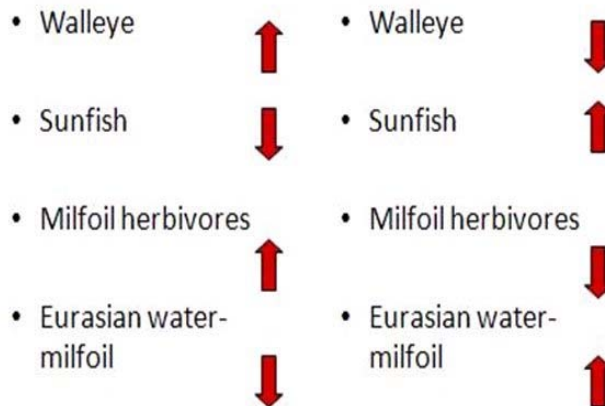 • Walleye
• Sunfish
• Milfoil herbivores
• Eurasian water-
milfoil
• Walleye
• Sunfish
• Milfoil herbivores
• Eurasian water-
milfoil